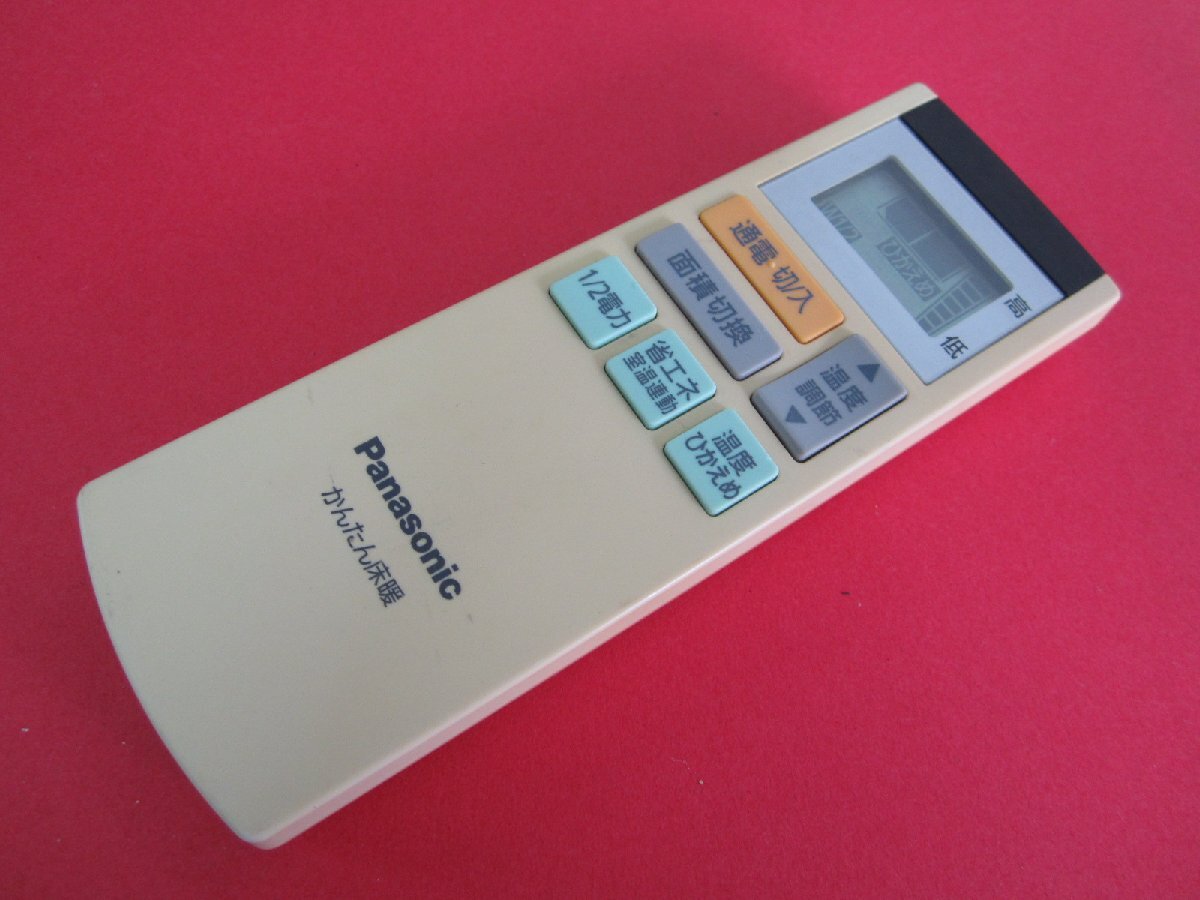 高
低
ひかえめ
通電・切/入
面積切換
温度
調節
1/2電力
省エネ
室温連動
温度
ひかえめ
Panasonic
かんたん床暖